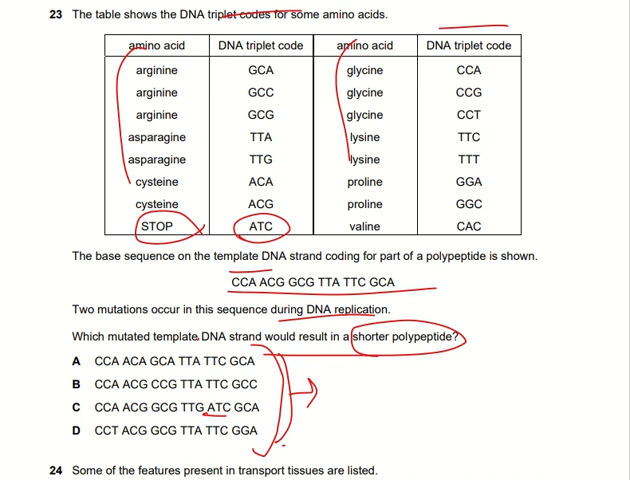 23 The table shows the DNA triplet codes for some amino acids.
amino acid DNA triplet code amino acid DNA triplet code
arginine GCA glycine CCA
arginine GCC glycine CCG
arginine GCG glycine CCT
asparagine TTA lysine TTC
asparagine TTG lysine TTT
cysteine ACA proline GGA
cysteine ACG proline GGC
STOP ATC valine CAC
The base sequence on the template DNA strand coding for part of a polypeptide is shown.
CCA ACG GCG TTA TTC GCA
Two mutations occur in this sequence during DNA replication.
Which mutated template DNA strand would result in a shorter polypeptide?
A CCA ACA GCA TTA TTC GCA
B CCA ACG CCG TTA TTC GCC
C CCA ACG GCG TTG ATC GCA
D CCT ACG GCG TTA TTC GGA
24 Some of the features present in transport tissues are listed.